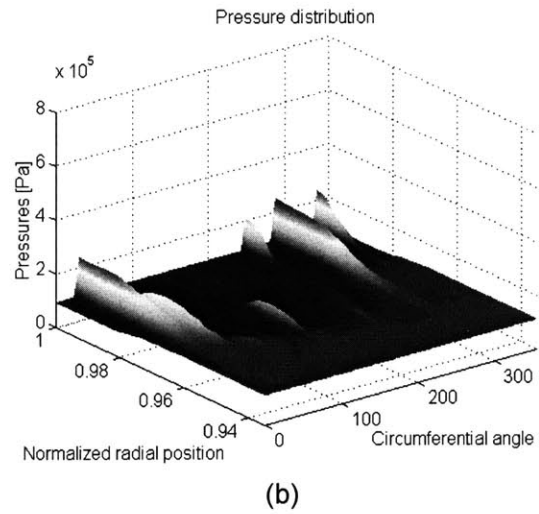 Pressure distribution
x 10^5
8
6
4
2
0
Pressures [Pa]
1
0.98
0.96
0.94
Normalized radial position
0
100
200
300
Circumferential angle
(b)